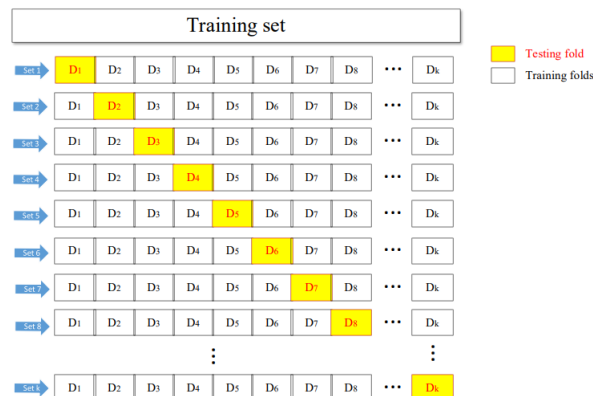 Training set
Testing fold
Training folds
Set 1 D1 D2 D3 D4 D5 D6 D7 D8 ... Dk
Set 2 D1 D2 D3 D4 D5 D6 D7 D8 ... Dk
Set 3 D1 D2 D3 D4 D5 D6 D7 D8 ... Dk
Set 4 D1 D2 D3 D4 D5 D6 D7 D8 ... Dk
Set 5 D1 D2 D3 D4 D5 D6 D7 D8 ... Dk
Set 6 D1 D2 D3 D4 D5 D6 D7 D8 ... Dk
Set 7 D1 D2 D3 D4 D5 D6 D7 D8 ... Dk
Set 8 D1 D2 D3 D4 D5 D6 D7 D8 ... Dk
Set k D1 D2 D3 D4 D5 D6 D7 D8 ... Dk